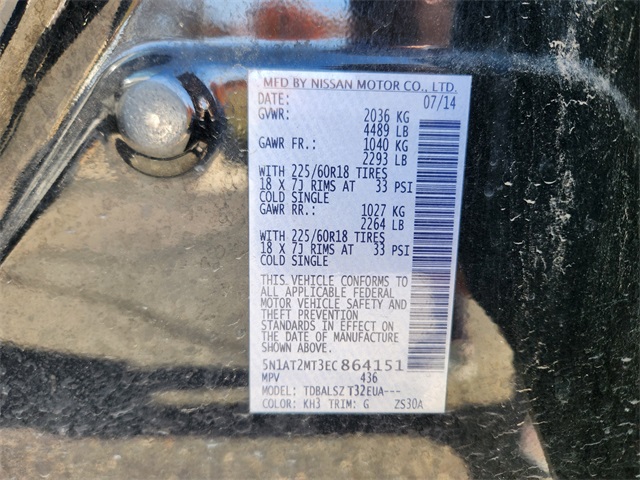 MFD BY NISSAN MOTOR CO., LTD.
DATE: 07/14
GVWR: 2036 KG
4489 LB
GAWR FR.: 1040 KG
2293 LB
WITH 225/60R18 TIRES
18 X 7J RIMS AT 33 PSI
COLD SINGLE
GAWR RR.: 1027 KG
2264 LB
WITH 225/60R18 TIRES
18 X 7J RIMS AT 33 PSI
COLD SINGLE
THIS VEHICLE CONFORMS TO
ALL APPLICABLE FEDERAL
MOTOR VEHICLE SAFETY AND
THEFT PREVENTION
STANDARDS IN EFFECT ON
THE DATE OF MANUFACTURE
SHOWN ABOVE.
5N1AT2MT3EC864151
MPV 436
MODEL: TDBALSZ T32EUA---
COLOR: KH3 TRIM: G ZS30A